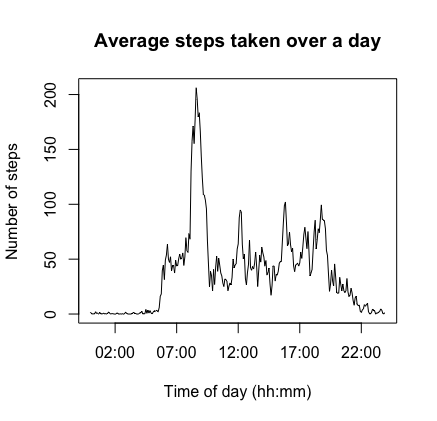 Average steps taken over a day
Number of steps
200
150
100
50
0
02:00 07:00 12:00 17:00 22:00
Time of day (hh:mm)